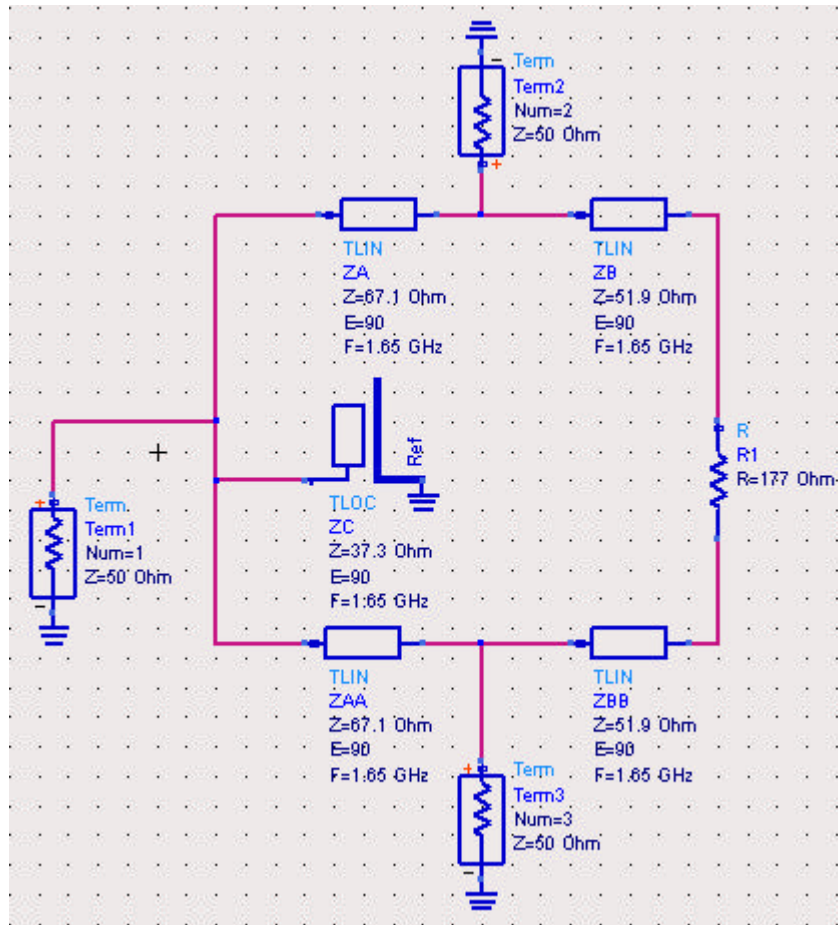 Term
Term2
Num=2
Z=50 Ohm
+
TLIN
ZA
Z=67.1 Ohm
E=90
F=1.65 GHz
TLIN
ZB
Z=51.9 Ohm
E=90
F=1.65 GHz
Ref
R
R1
R=177 Ohm
+
Term
Term1
Num=1
Z=50 Ohm
TLOC
ZC
Z=37.3 Ohm
E=90
F=1.65 GHz
TLIN
ZAA
Z=67.1 Ohm
E=90
F=1.65 GHz
TLIN
ZBB
Z=51.9 Ohm
E=90
F=1.65 GHz
+
Term
Term3
Num=3
Z=50 Ohm